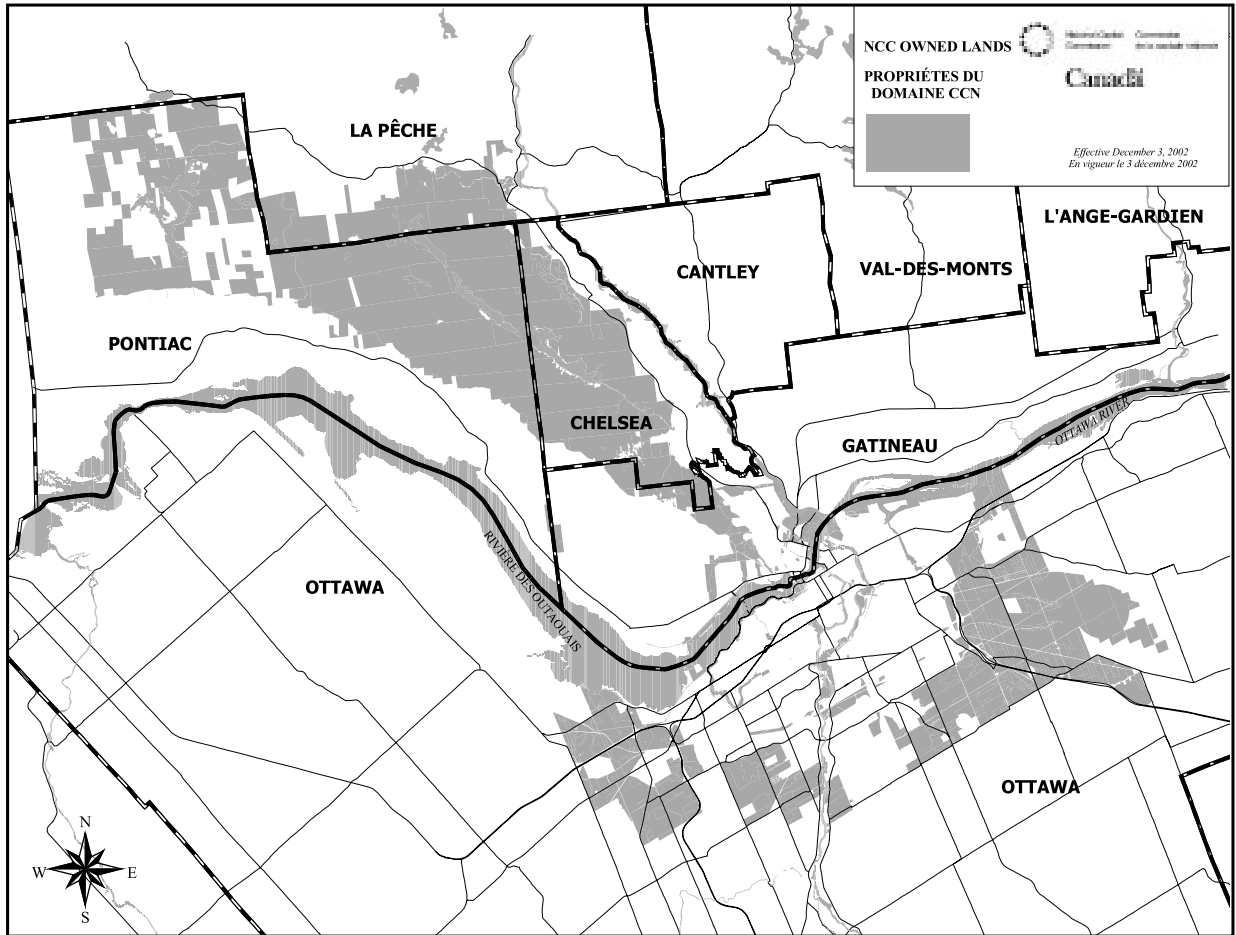 NCC OWNED LANDS
PROPRIÉTES DU
DOMAINE CCN
Canada
Effective December 3, 2002
En vigueur le 3 décembre 2002
LA PÊCHE
L'ANGE-GARDIEN
CANTLEY
VAL-DES-MONTS
PONTIAC
CHELSEA
GATINEAU
OTTAWA RIVER
RIVIÈRE DES OUTAOUAIS
OTTAWA
OTTAWA
N
W
E
S